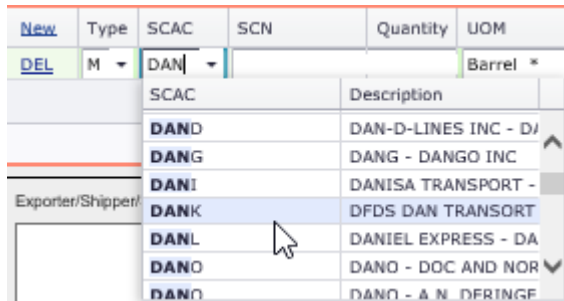 New Type SCAC SCN Quantity UOM
DEL M DAN Barrel *
SCAC Description
DAND DAN-D-LINES INC - DA
DANG DANG - DANGO INC
DANI DANISA TRANSPORT -
Exporter/Shipper/
DANK DFDS DAN TRANSORT
DANL DANIEL EXPRESS - DA
DANO DANO - DOC AND NOR
DANO DANO - A.N. DERINGE